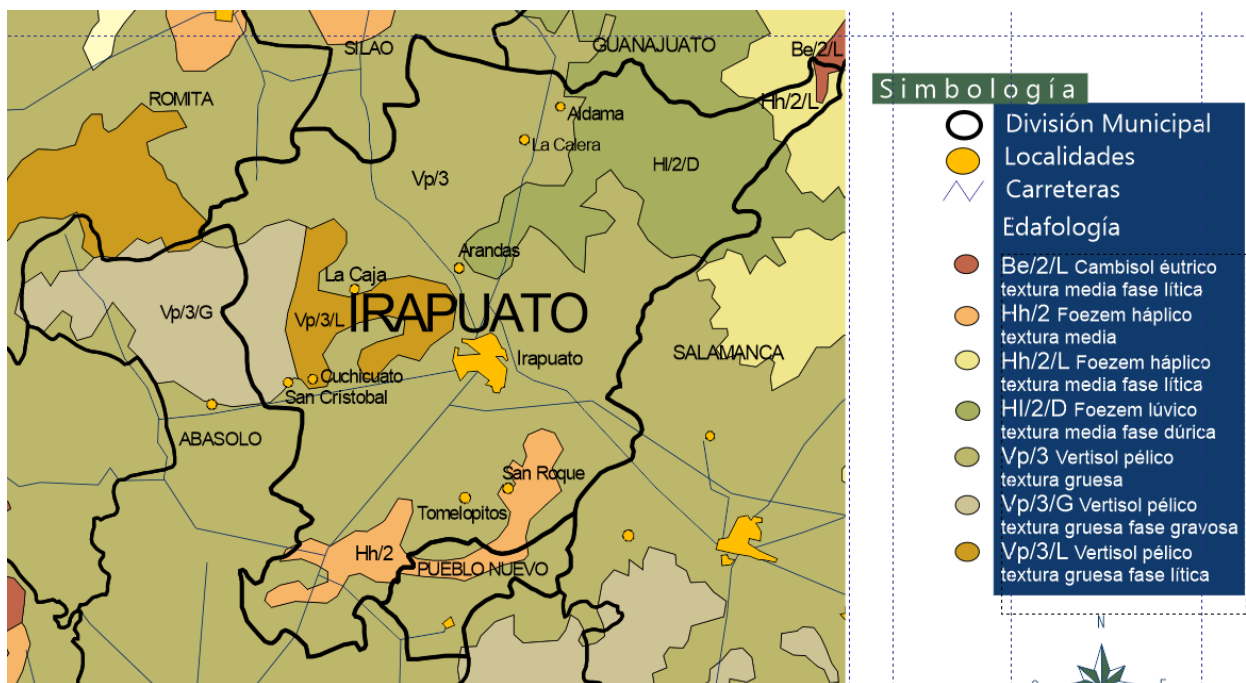 SILAO
GUANAJUATO
Be/2/L
ROMITA
Hh/2/L
Aldama
La Calera
Vp/3
Hl/2/D
Arandas
La Caja
Vp/3/G
Vp/3/L
IRAPUATO
Irapuato
SALAMANCA
Cuchicuato
San Cristobal
ABASOLO
San Roque
Tomelopitos
Hh/2
PUEBLO NUEVO
Simbología
División Municipal
Localidades
Carreteras
Edafología
Be/2/L Cambisol éutrico
textura media fase lítica
Hh/2 Foezem háplico
textura media
Hh/2/L Foezem háplico
textura media fase lítica
Hl/2/D Foezem lúvico
textura media fase dúrica
Vp/3 Vertisol pélico
textura gruesa
Vp/3/G Vertisol pélico
textura gruesa fase gravosa
Vp/3/L Vertisol pélico
textura gruesa fase lítica
N